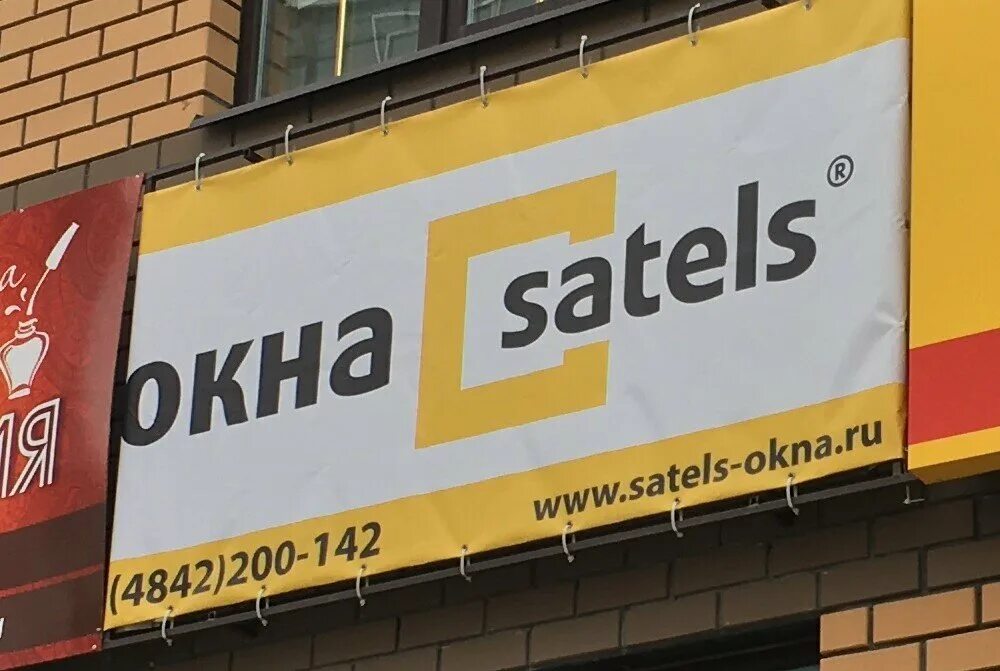 окна satels ®
www.satels-okna.ru
(4842)200-142